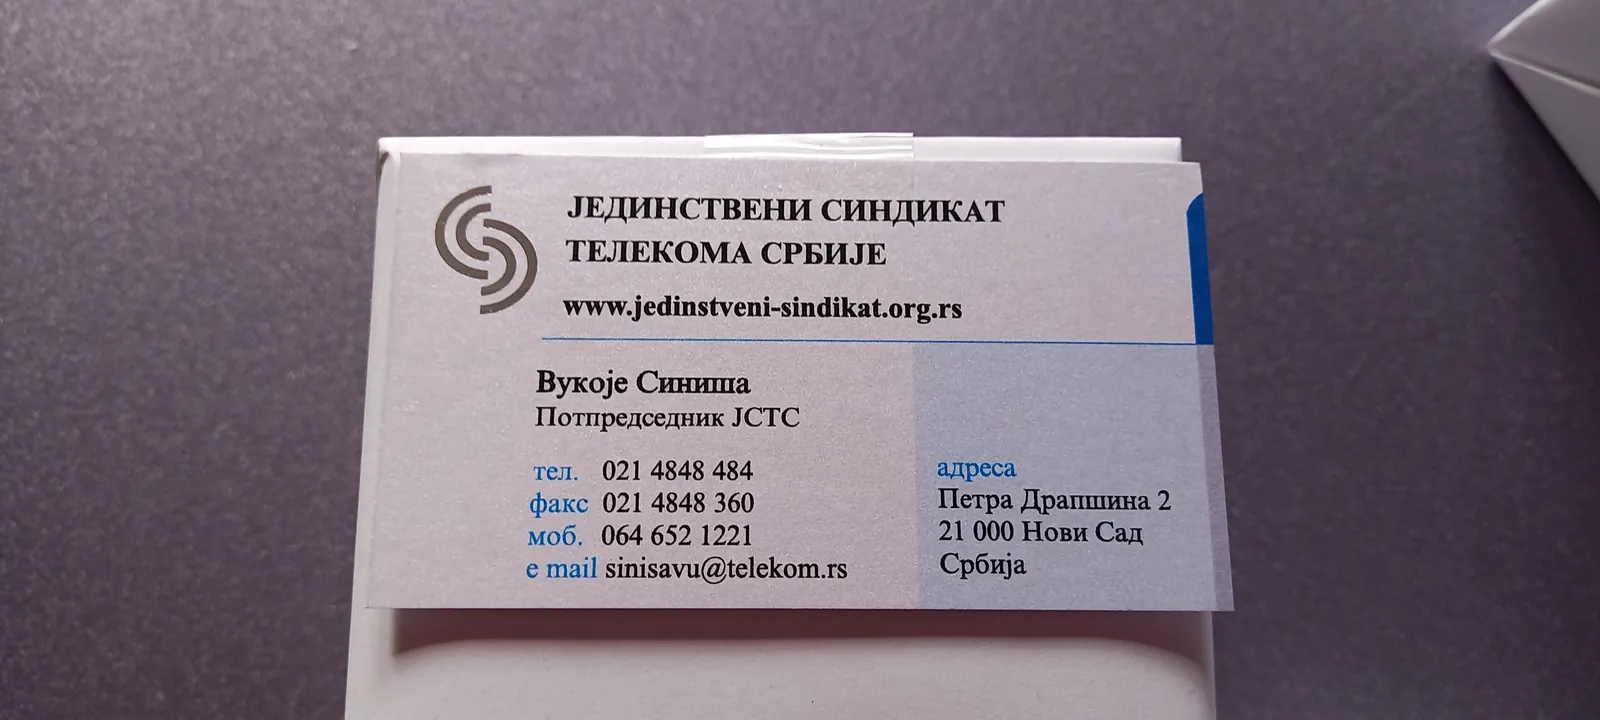 ЈЕДИНСТВЕНИ СИНДИКАТ
ТЕЛЕКОМА СРБИЈЕ
www.jedinstveni-sindikat.org.rs
Вукоје Синиша
Потпредседник ЈСТС
тел. 021 4848 484
факс 021 4848 360
моб. 064 652 1221
e mail sinisavu@telekom.rs
адреса
Петра Драпшина 2
21 000 Нови Сад
Србија